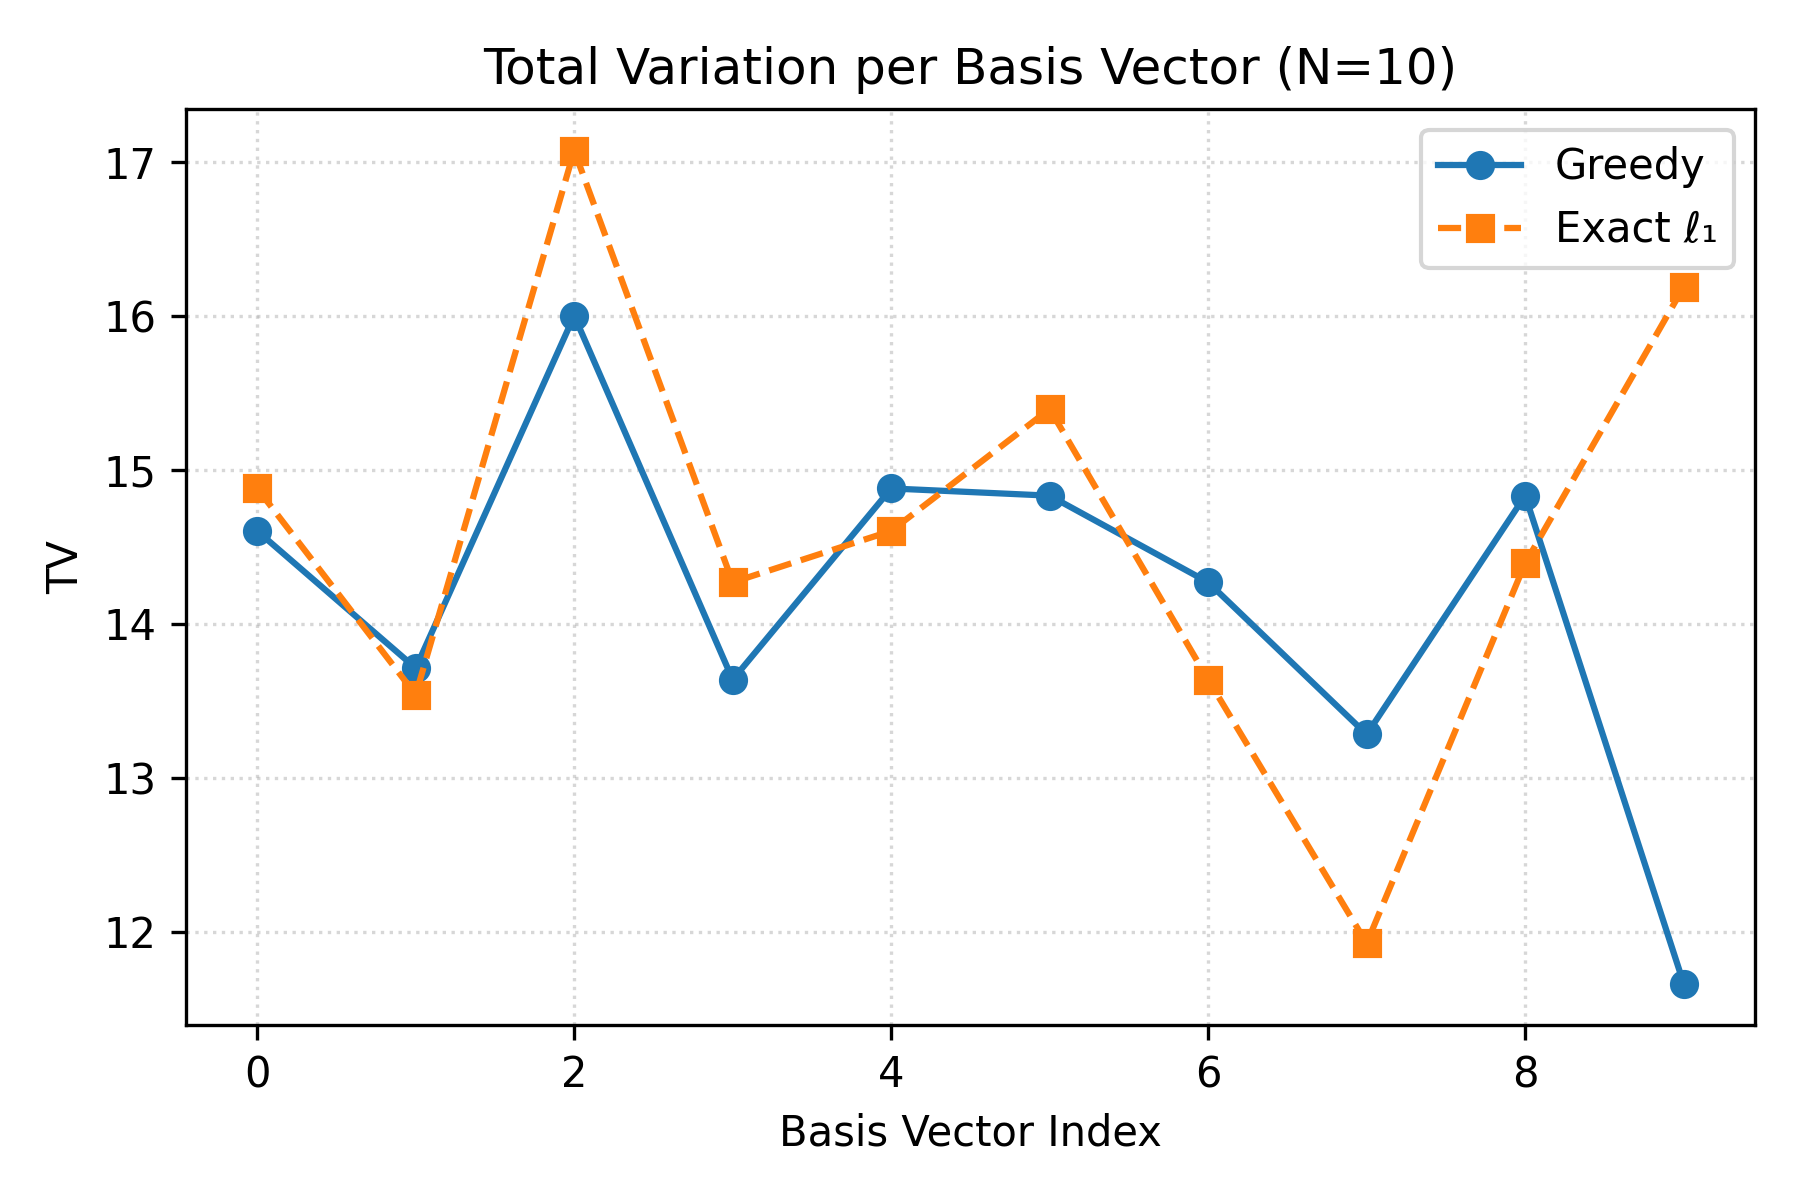 Total Variation per Basis Vector (N=10)
Greedy
Exact ℓ₁
TV
17
16
15
14
13
12
0 2 4 6 8
Basis Vector Index